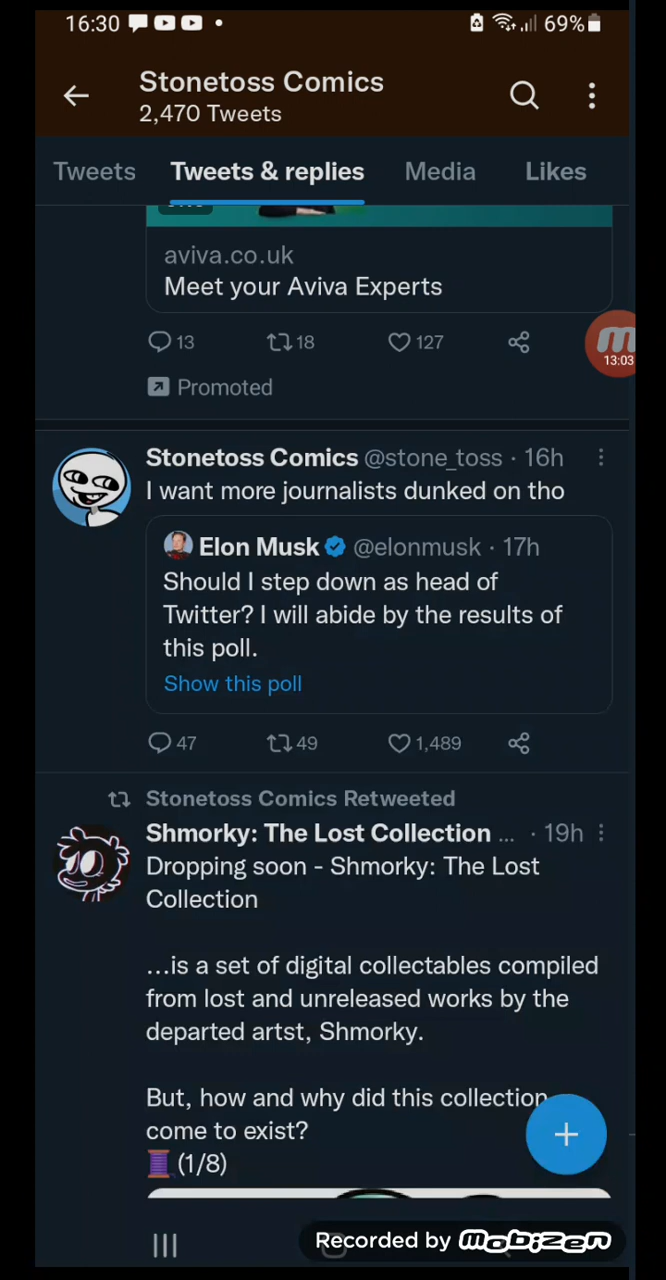 16:30 69%
Stonetoss Comics
2,470 Tweets
Tweets Tweets & replies Media Likes
aviva.co.uk
Meet your Aviva Experts
13 18 127
13:03
Promoted
Stonetoss Comics @stone_toss · 16h
I want more journalists dunked on tho
Elon Musk @elonmusk · 17h
Should I step down as head of
Twitter? I will abide by the results of
this poll.
Show this poll
47 49 1,489
Stonetoss Comics Retweeted
Shmorky: The Lost Collection ... · 19h
Dropping soon - Shmorky: The Lost
Collection
...is a set of digital collectables compiled
from lost and unreleased works by the
departed artst, Shmorky.
But, how and why did this collection
come to exist?
(1/8)
Recorded by mobizen